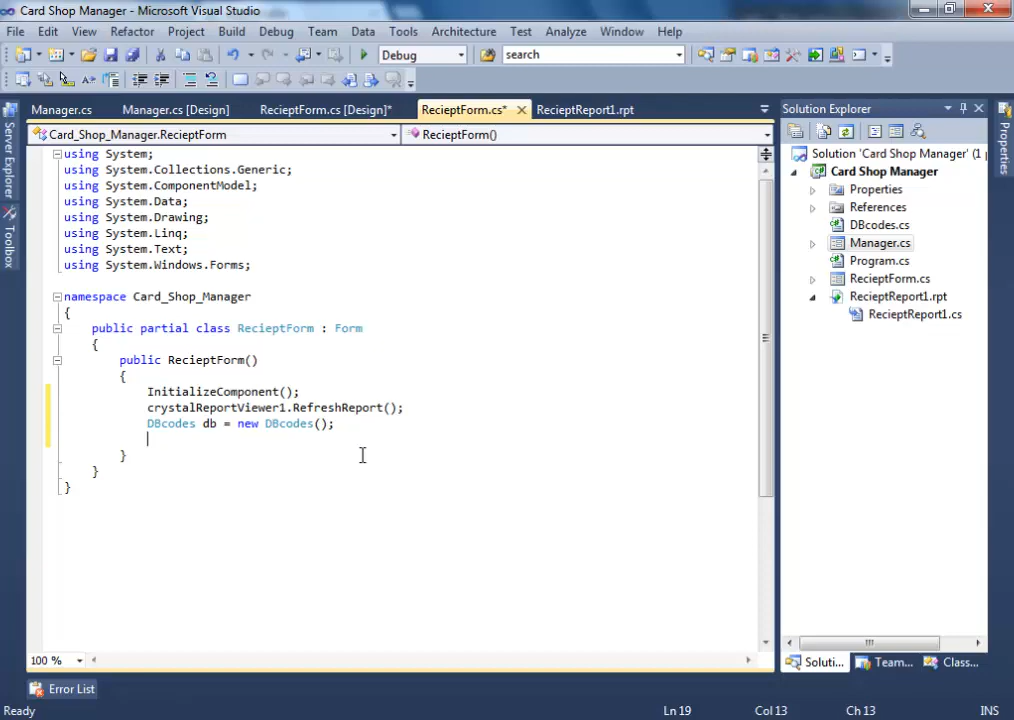 Card Shop Manager - Microsoft Visual Studio
File Edit View Refactor Project Build Debug Team Data Tools Architecture Test Analyze Window Help
Debug search
Manager.cs Manager.cs [Design] RecieptForm.cs [Design]* RecieptForm.cs* RecieptReport1.rpt
Card_Shop_Manager.RecieptForm RecieptForm()
using System;
using System.Collections.Generic;
using System.ComponentModel;
using System.Data;
using System.Drawing;
using System.Linq;
using System.Text;
using System.Windows.Forms;
namespace Card_Shop_Manager
{
public partial class RecieptForm : Form
{
public RecieptForm()
{
InitializeComponent();
crystalReportViewer1.RefreshReport();
DBcodes db = new DBcodes();
}
}
}
100 %
Server Explorer
Toolbox
Solution Explorer
Solution 'Card Shop Manager' (1 p
Card Shop Manager
Properties
References
DBcodes.cs
Manager.cs
Program.cs
RecieptForm.cs
RecieptReport1.rpt
RecieptReport1.cs
Soluti... Team... Class...
Properties
Error List
Ready Ln 19 Col 13 Ch 13 INS